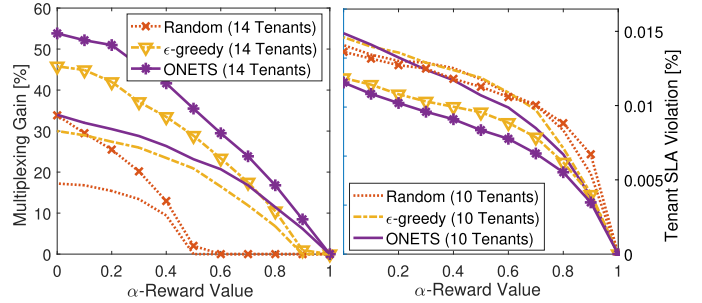 60
50
40
30
20
10
0
Multiplexing Gain [%]
Random (14 Tenants)
ϵ-greedy (14 Tenants)
ONETS (14 Tenants)
0 0.2 0.4 0.6 0.8 1
α-Reward Value
Random (10 Tenants)
ϵ-greedy (10 Tenants)
ONETS (10 Tenants)
0.2 0.4 0.6 0.8 1
α-Reward Value
0.015
0.01
0.005
0
Tenant SLA Violation [%]